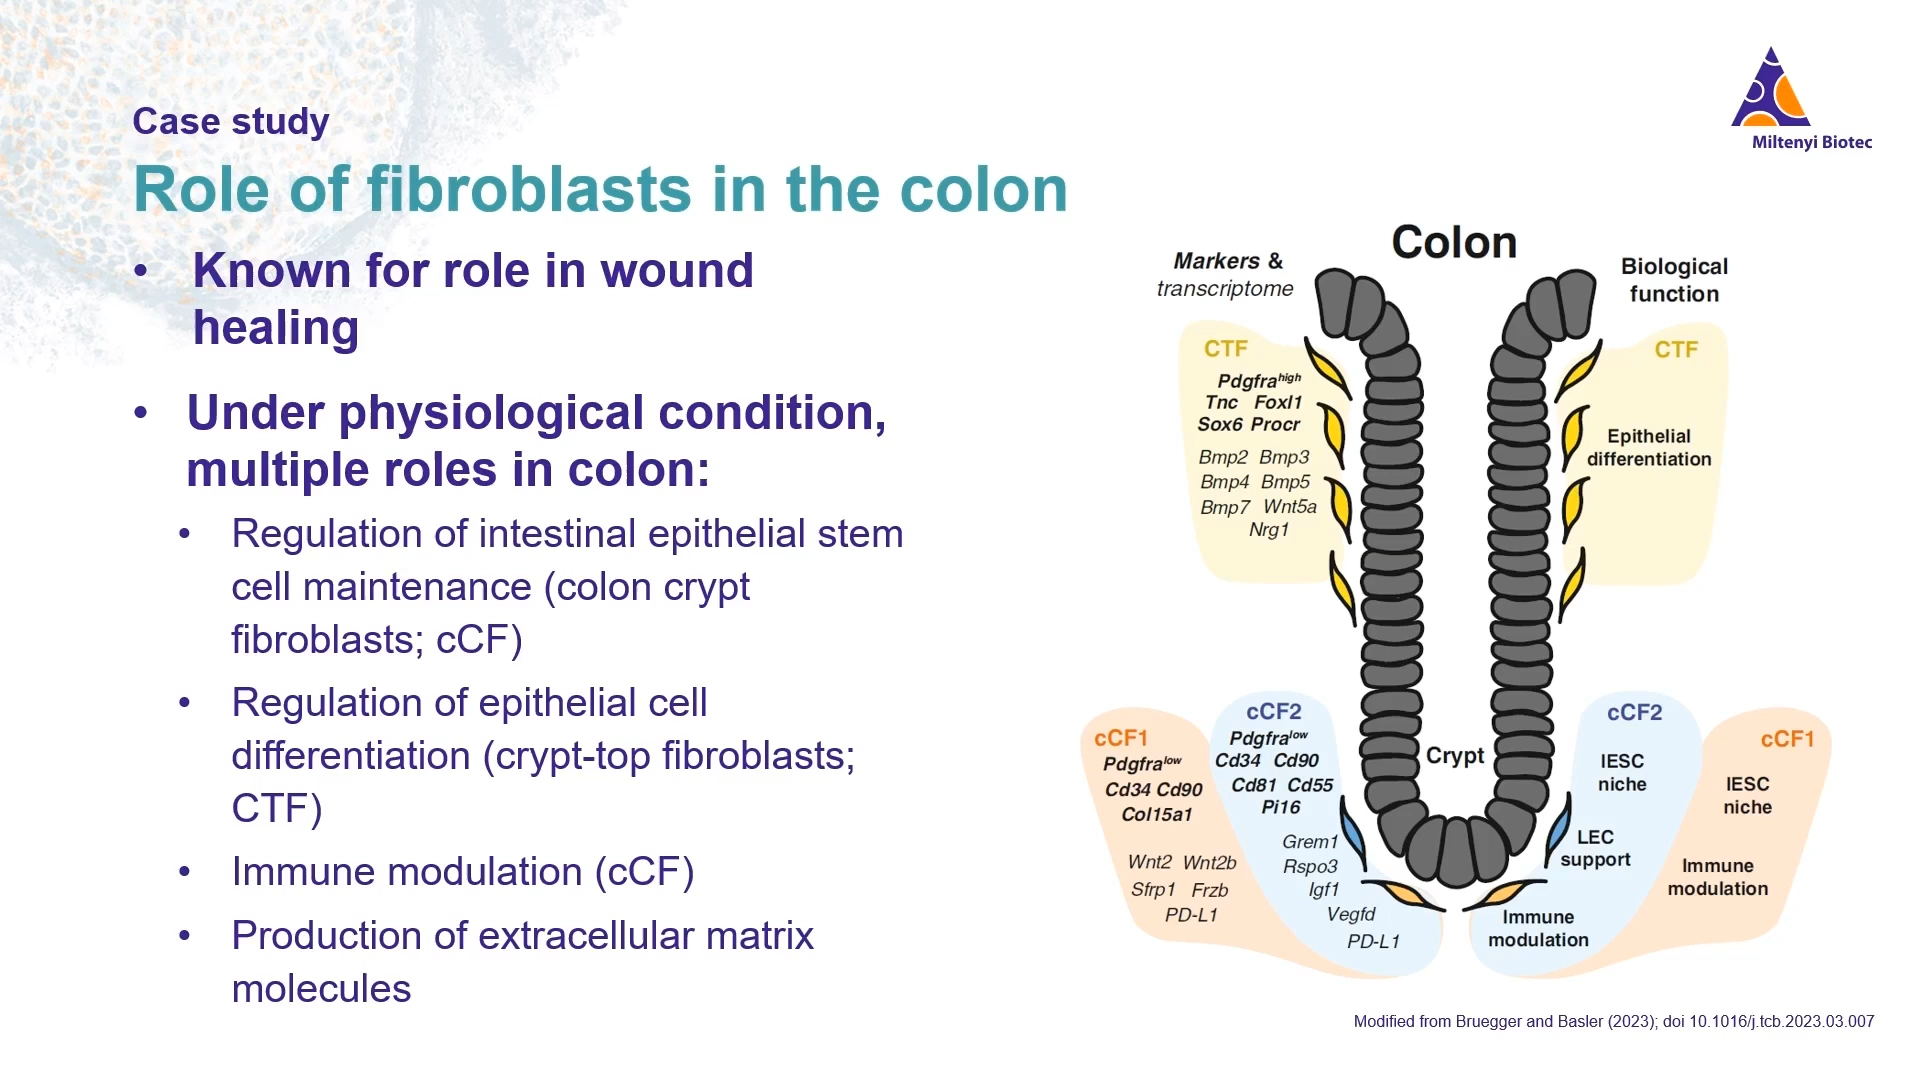 Case study
Role of fibroblasts in the colon
• Known for role in wound
healing
• Under physiological condition,
multiple roles in colon:
• Regulation of intestinal epithelial stem
cell maintenance (colon crypt
fibroblasts; cCF)
• Regulation of epithelial cell
differentiation (crypt-top fibroblasts;
CTF)
• Immune modulation (cCF)
• Production of extracellular matrix
molecules
Miltenyi Biotec
Colon
Markers &
transcriptome
Biological
function
CTF
Pdgfra^high
Tnc Foxl1
Sox6 Procr
Bmp2 Bmp3
Bmp4 Bmp5
Bmp7 Wnt5a
Nrg1
CTF
Epithelial
differentiation
cCF1
Pdgfra^low
Cd34 Cd90
Col15a1
Wnt2 Wnt2b
Sfrp1 Frzb
PD-L1
cCF2
Pdgfra^low
Cd34 Cd90
Cd81 Cd55
Pi16
Grem1
Rspo3
Igf1
Vegfd
PD-L1
Crypt
cCF2
IESC
niche
LEC
support
Immune
modulation
cCF1
IESC
niche
Immune
modulation
Modified from Bruegger and Basler (2023); doi 10.1016/j.tcb.2023.03.007